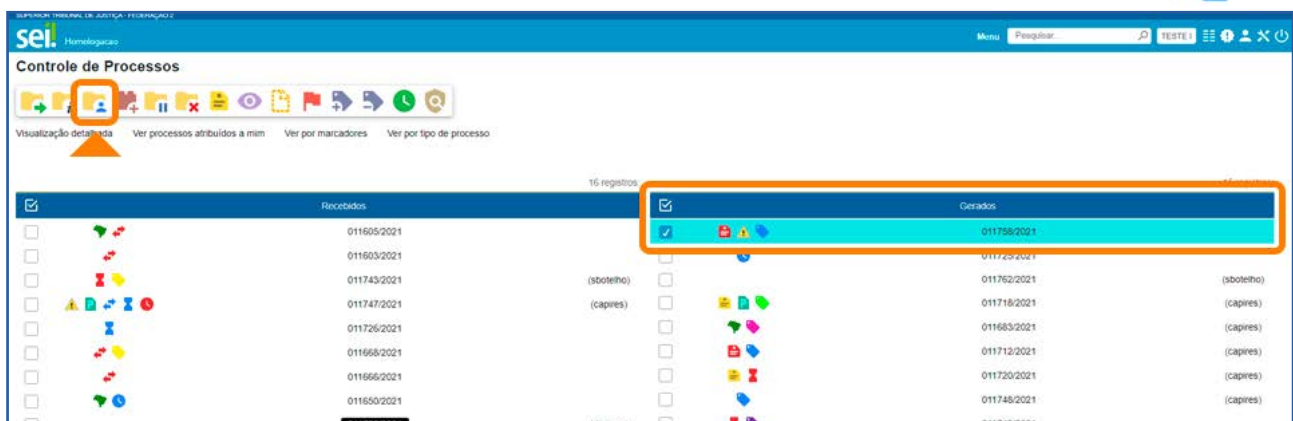 SUPERIOR TRIBUNAL DE JUSTIÇA - FEDERAÇÃO 2
sei! Homologacao Menu Pesquisar... TESTE I
Controle de Processos
Visualização detalhada Ver processos atribuídos a mim Ver por marcadores Ver por tipo de processo
16 registros:
Recebidos Gerados
011605/2021 011758/2021
011603/2021 011725/2021
011743/2021 (sbotelho) 011762/2021 (sbotelho)
011747/2021 (capires) 011718/2021 (capires)
011726/2021 011683/2021 (capires)
011668/2021 011712/2021 (capires)
011666/2021 011720/2021 (capires)
011650/2021 011748/2021 (capires)